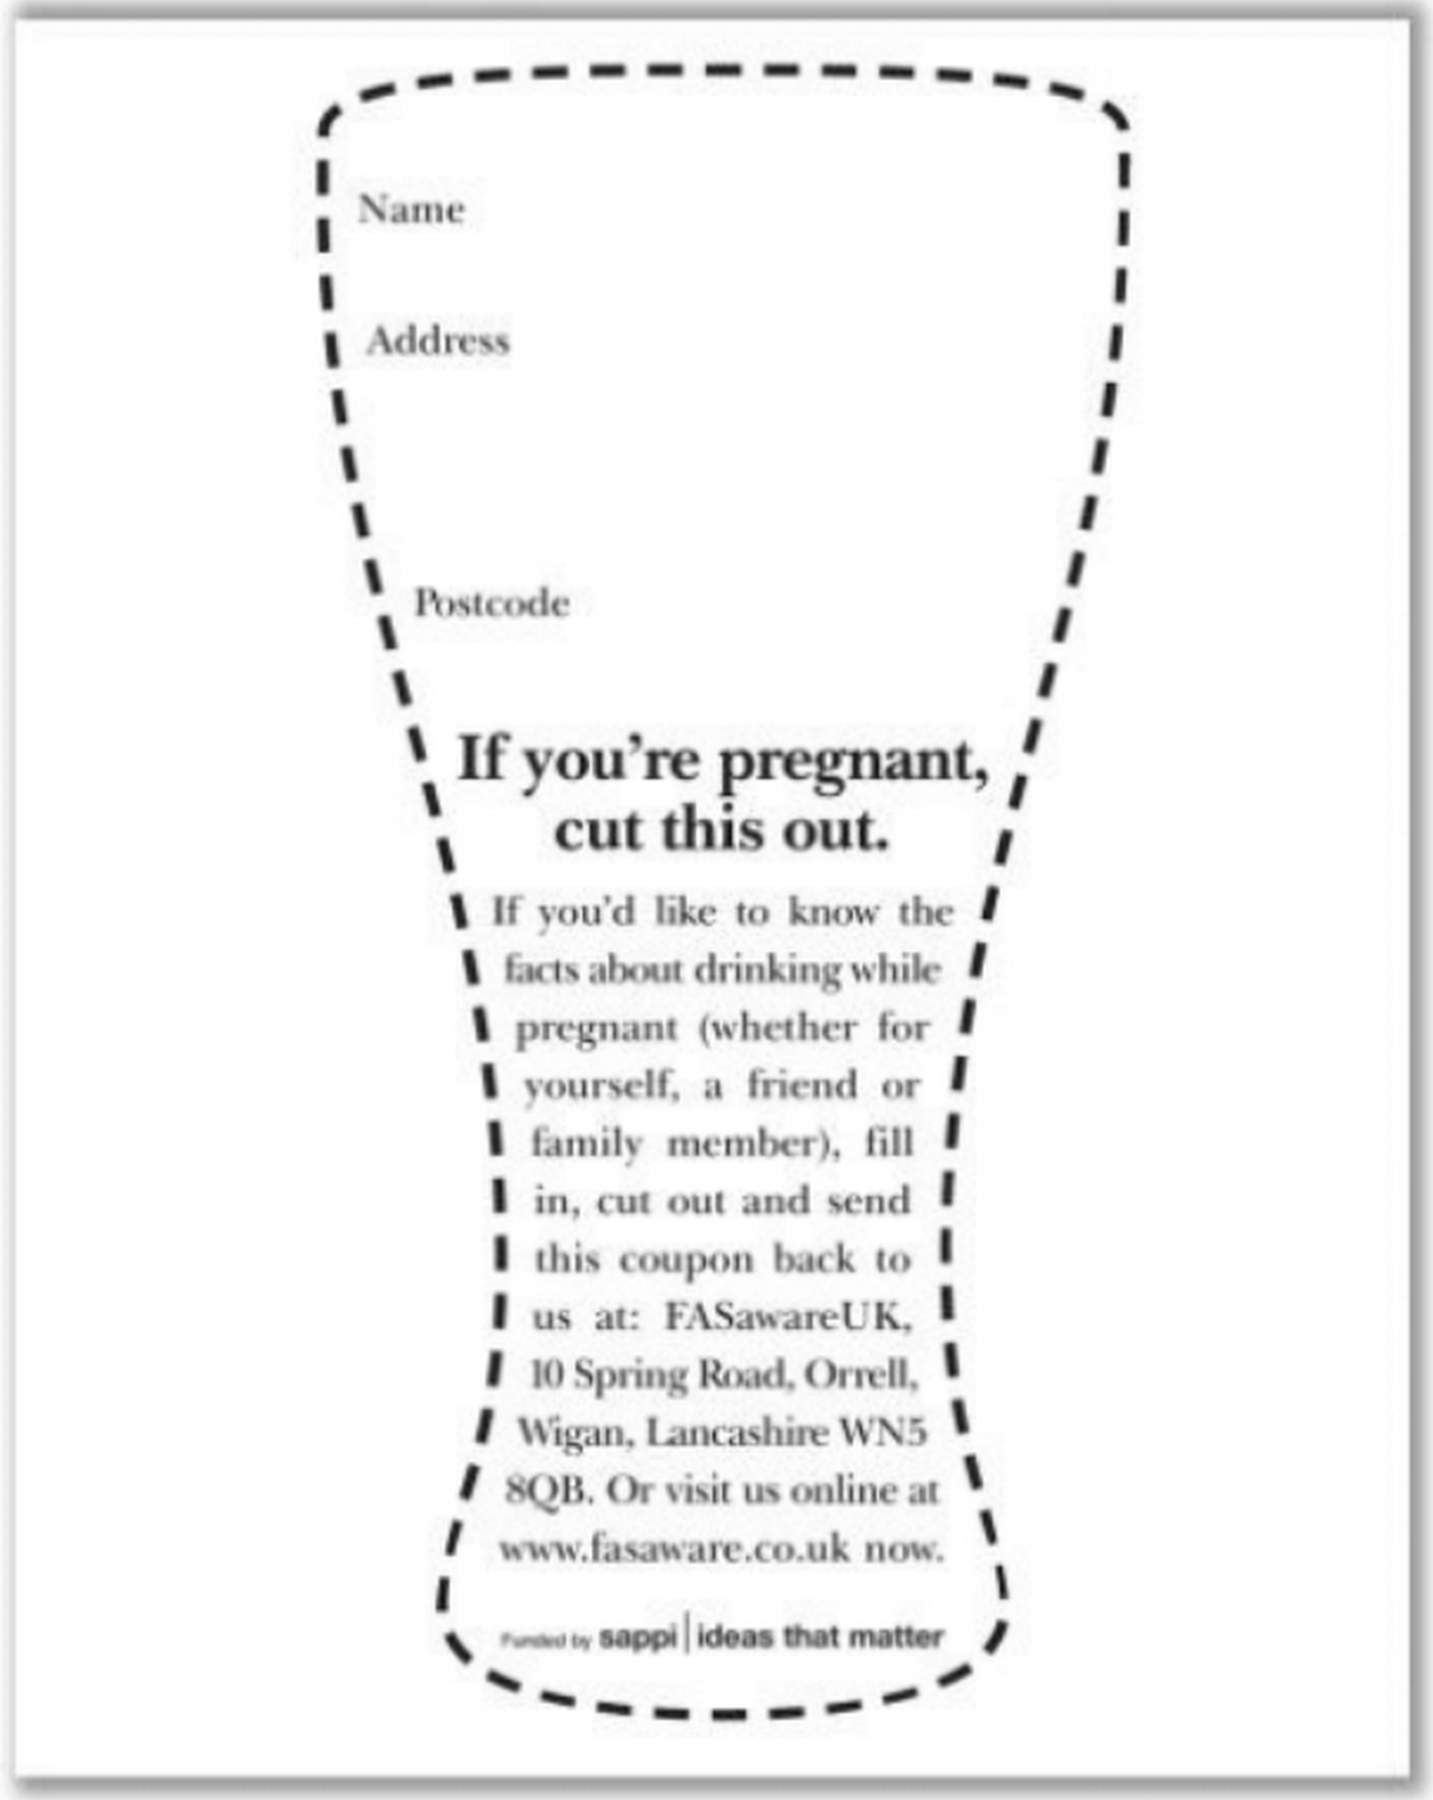 Name
Address
Postcode
If you're pregnant,
cut this out.
If you'd like to know the
facts about drinking while
pregnant (whether for
yourself, a friend or
family member), fill
in, cut out and send
this coupon back to
us at: FASawareUK,
10 Spring Road, Orrell,
Wigan, Lancashire WN5
8QB. Or visit us online at
www.fasaware.co.uk now.
Funded by sappi | ideas that matter